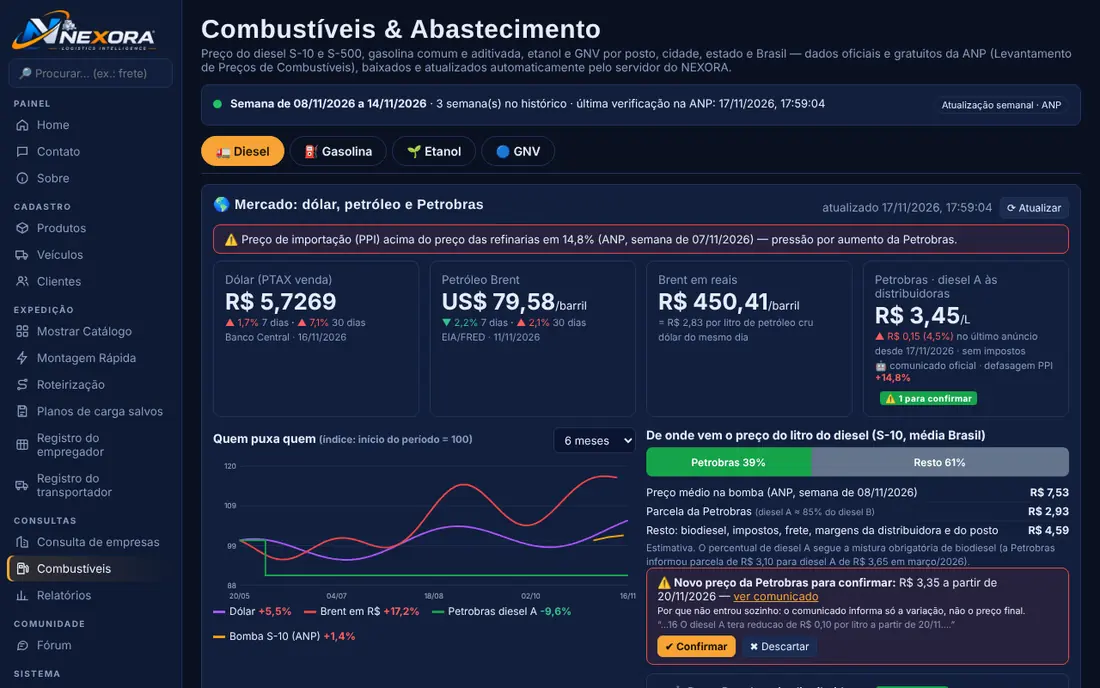 NEXORA
LOGISTICS INTELLIGENCE
Procurar... (ex.: frete)
PAINEL
Home
Contato
Sobre
CADASTRO
Produtos
Veículos
Clientes
EXPEDIÇÃO
Mostrar Catálogo
Montagem Rápida
Roteirização
Planos de carga salvos
Registro do
empregador
Registro do
transportador
CONSULTAS
Consulta de empresas
Combustíveis
Relatórios
COMUNIDADE
Fórum
SISTEMA
Combustíveis & Abastecimento
Preço do diesel S-10 e S-500, gasolina comum e aditivada, etanol e GNV por posto, cidade, estado e Brasil — dados oficiais e gratuitos da ANP (Levantamento
de Preços de Combustíveis), baixados e atualizados automaticamente pelo servidor do NEXORA.
Semana de 08/11/2026 a 14/11/2026 · 3 semana(s) no histórico · última verificação na ANP: 17/11/2026, 17:59:04
Atualização semanal · ANP
Diesel
Gasolina
Etanol
GNV
Mercado: dólar, petróleo e Petrobras
atualizado 17/11/2026, 17:59:04
⟳ Atualizar
⚠️ Preço de importação (PPI) acima do preço das refinarias em 14,8% (ANP, semana de 07/11/2026) — pressão por aumento da Petrobras.
Dólar (PTAX venda)
R$ 5,7269
▲ 1,7% 7 dias · ▲ 7,1% 30 dias
Banco Central · 16/11/2026
Petróleo Brent
US$ 79,58/barril
▼ 2,2% 7 dias · ▲ 2,1% 30 dias
EIA/FRED · 11/11/2026
Brent em reais
R$ 450,41/barril
= R$ 2,83 por litro de petróleo cru
dólar do mesmo dia
Petrobras · diesel A às
distribuidoras
R$ 3,45/L
▲ R$ 0,15 (4,5%) no último anúncio
desde 17/11/2026 · sem impostos
🤖 comunicado oficial · defasagem PPI
+14,8%
⚠️ 1 para confirmar
Quem puxa quem (índice: início do período = 100)
6 meses
120
109
99
88
20/05
04/07
18/08
02/10
16/11
Dólar +5,5%
Brent em R$ +17,2%
Petrobras diesel A -9,6%
Bomba S-10 (ANP) +1,4%
De onde vem o preço do litro do diesel (S-10, média Brasil)
Petrobras 39%
Resto 61%
Preço médio na bomba (ANP, semana de 08/11/2026) R$ 7,53
Parcela da Petrobras (diesel A ≈ 85% do diesel B) R$ 2,93
Resto: biodiesel, impostos, frete, margens da distribuidora e do posto R$ 4,59
Estimativa. O percentual de diesel A segue a mistura obrigatória de biodiesel (a Petrobras
informou parcela de R$ 3,10 para diesel A de R$ 3,65 em março/2026).
⚠️ Novo preço da Petrobras para confirmar: R$ 3,35 a partir de
20/11/2026 — ver comunicado
Por que não entrou sozinho: o comunicado informa só a variação, não o preço final.
“...16 O diesel A tera reducao de R$ 0,10 por litro a partir de 20/11....”
✔ Confirmar
✖ Descartar